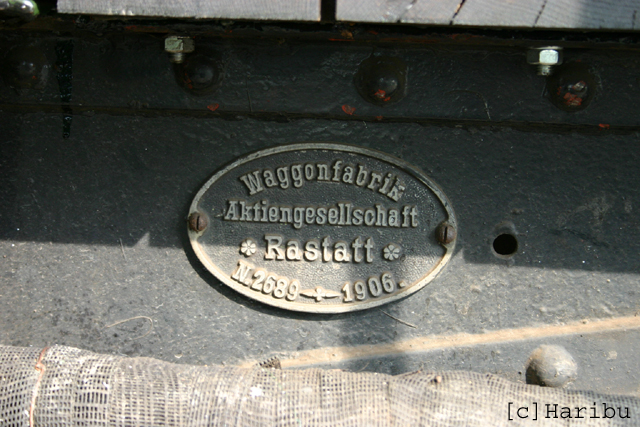 Waggonfabrik
Aktiengesellschaft
Rastatt
N.2689 1906.
[c]Haribu